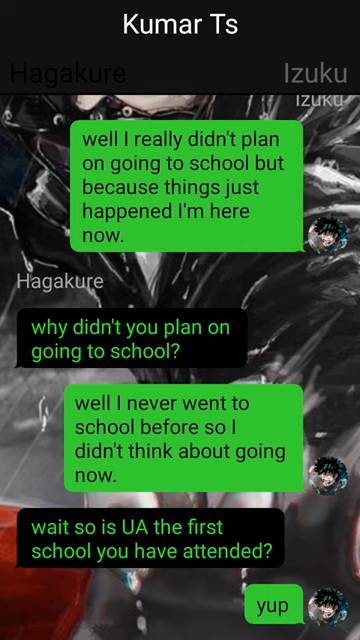 Kumar Ts
Hagakure
Izuku
Izuku
well I really didn't plan
on going to school but
because things just
happened I'm here
now.
Hagakure
why didn't you plan on
going to school?
well I never went to
school before so I
didn't think about going
now.
wait so is UA the first
school you have attended?
yup